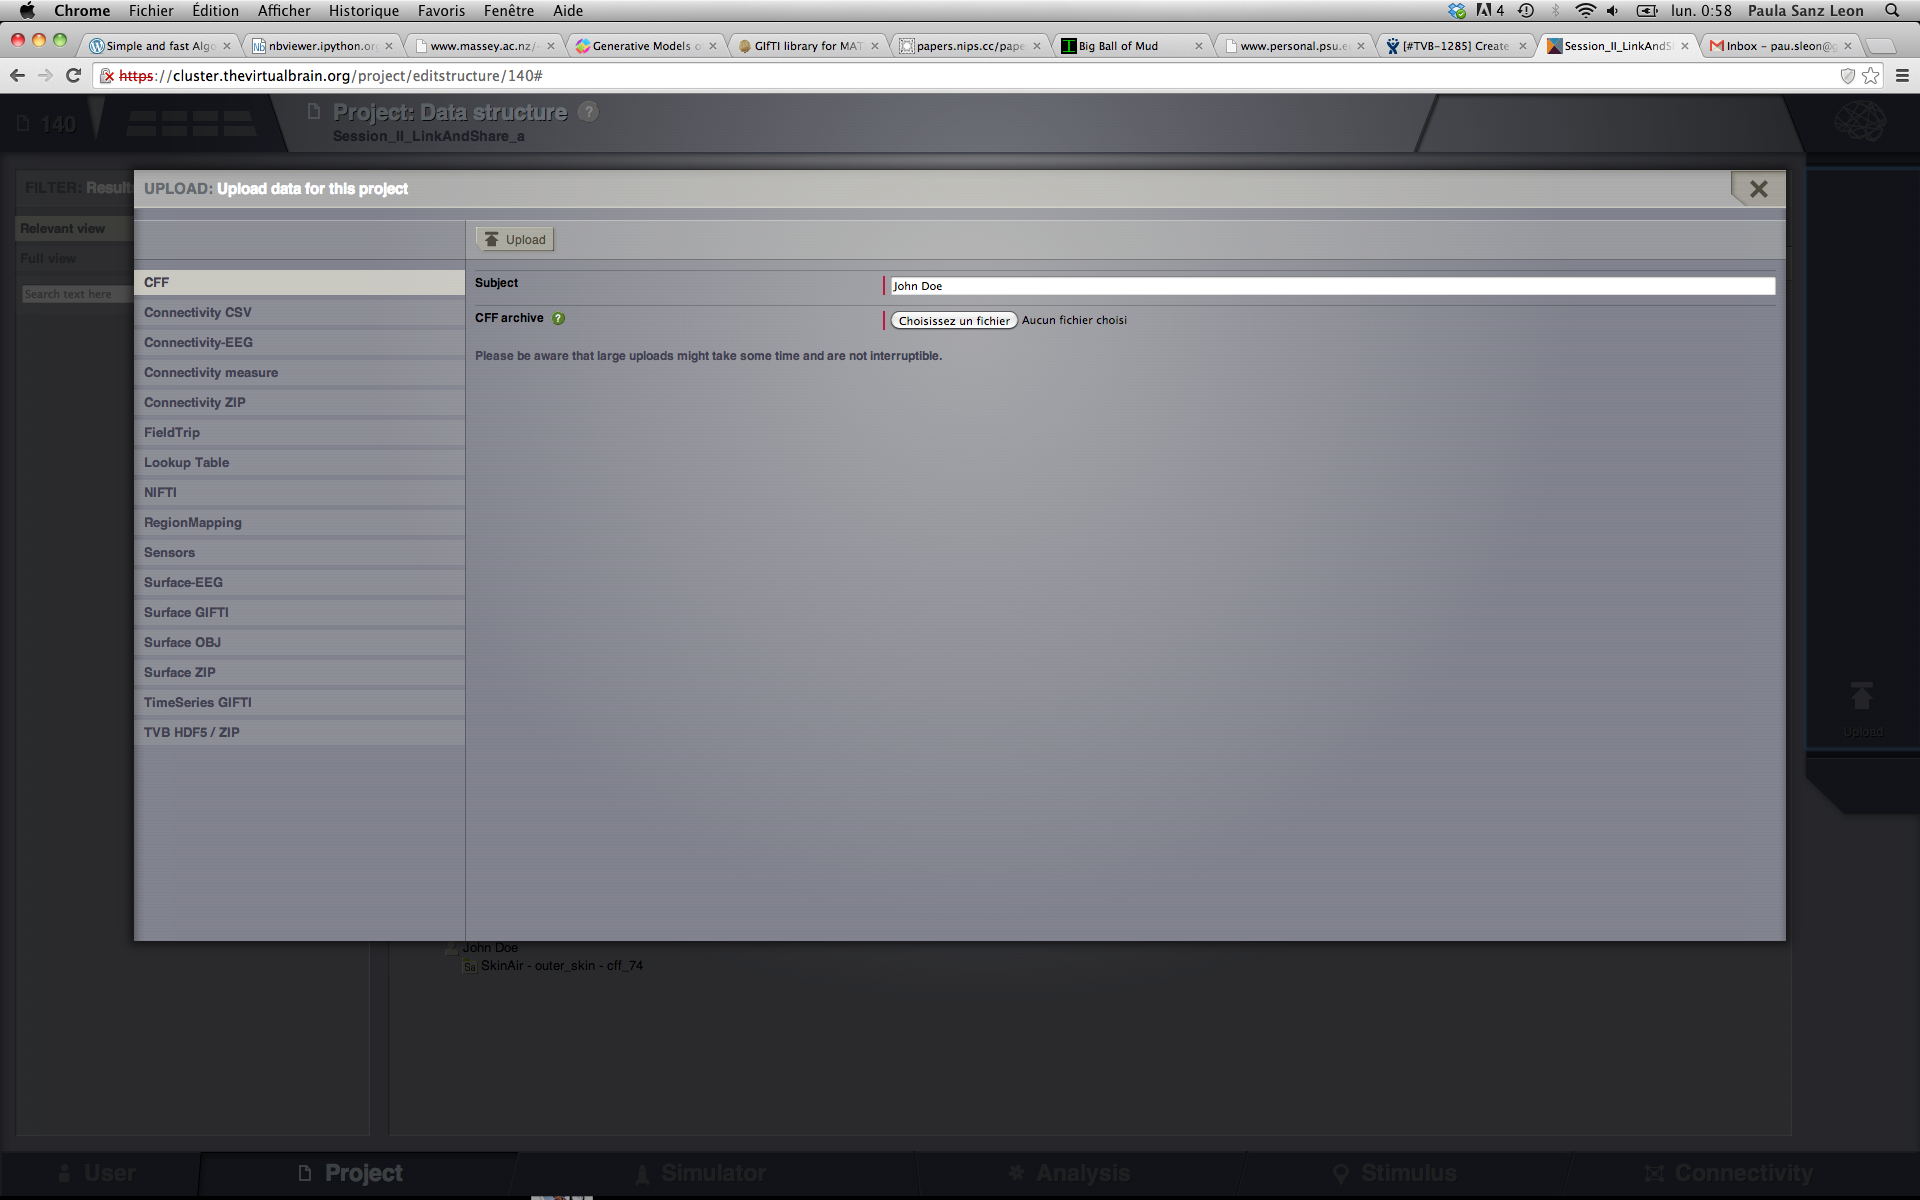 Chrome Fichier Édition Afficher Historique Favoris Fenêtre Aide 4 lun. 0:58 Paula Sanz Leon
Simple and fast Algo nbviewer.ipython.or www.massey.ac.nz/ Generative Models o GIfTI library for MAT papers.nips.cc/pape Big Ball of Mud www.personal.psu.e [#TVB-1285] Create Session_II_LinkAndS Inbox - pau.sleon@g
https://cluster.thevirtualbrain.org/project/editstructure/140#
140 Project: Data structure ?
Session_II_LinkAndShare_a
FILTER: Result
UPLOAD: Upload data for this project
Relevant view
Full view
Search text here
Upload
CFF
Connectivity CSV
Connectivity-EEG
Connectivity measure
Connectivity ZIP
FieldTrip
Lookup Table
NIFTI
RegionMapping
Sensors
Surface-EEG
Surface GIFTI
Surface OBJ
Surface ZIP
TimeSeries GIFTI
TVB HDF5 / ZIP
Subject John Doe
CFF archive ? Choisissez un fichier Aucun fichier choisi
Please be aware that large uploads might take some time and are not interruptible.
Upload
John Doe
Sa SkinAir - outer_skin - cff_74
User Project Simulator Analysis Stimulus Connectivity